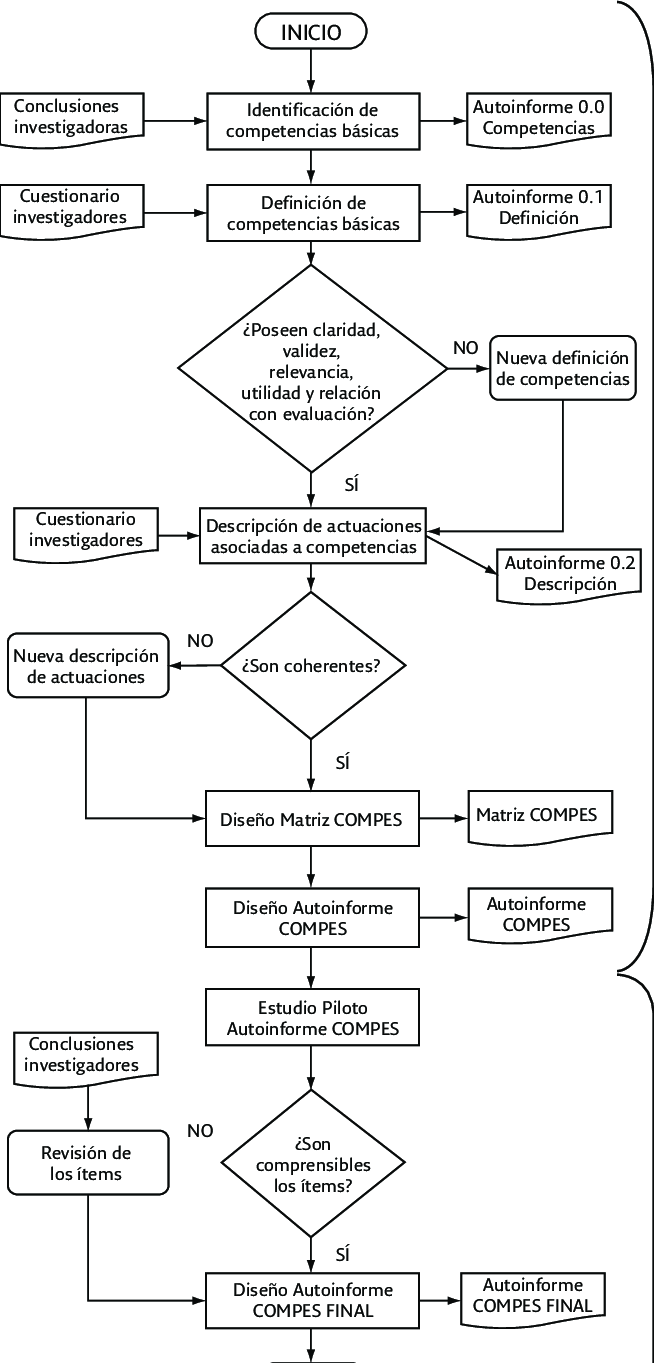 INICIO
Conclusiones
investigadoras
Identificación de
competencias básicas
Autoinforme 0.0
Competencias
Cuestionario
investigadores
Definición de
competencias básicas
Autoinforme 0.1
Definición
¿Poseen claridad,
validez,
relevancia,
utilidad y relación
con evaluación?
NO
Nueva definición
de competencias
SÍ
Cuestionario
investigadores
Descripción de actuaciones
asociadas a competencias
Autoinforme 0.2
Descripción
NO
Nueva descripción
de actuaciones
¿Son coherentes?
SÍ
Diseño Matriz COMPES
Matriz COMPES
Diseño Autoinforme
COMPES
Autoinforme
COMPES
Estudio Piloto
Autoinforme COMPES
Conclusiones
investigadores
NO
Revisión de
los ítems
¿Son
comprensibles
los ítems?
SÍ
Diseño Autoinforme
COMPES FINAL
Autoinforme
COMPES FINAL